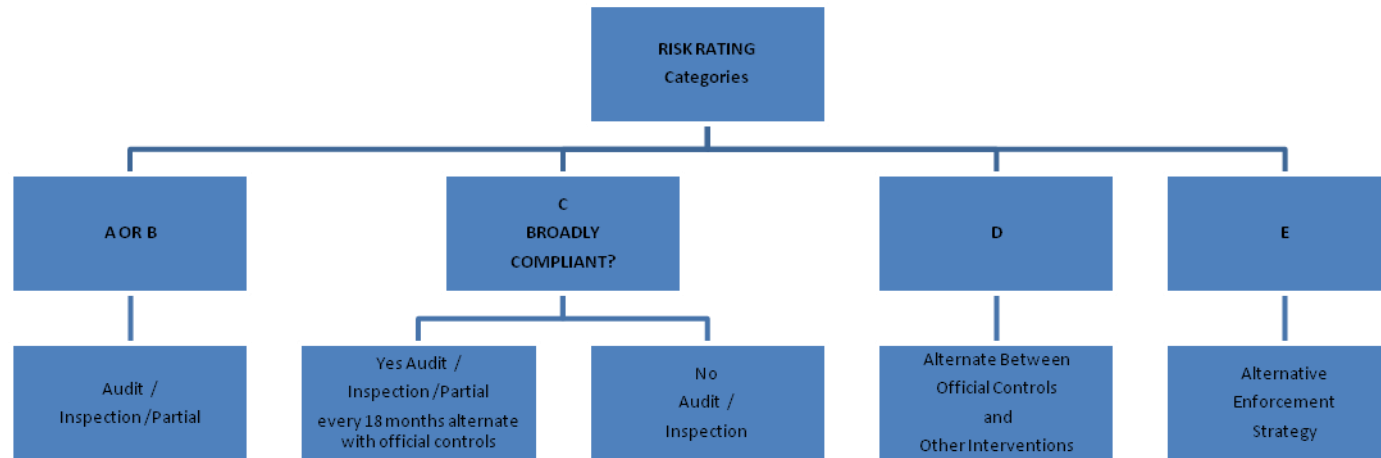 RISK RATING
Categories
A OR B
C
BROADLY
COMPLIANT?
D
E
Audit /
Inspection /Partial
Yes Audit /
Inspection /Partial
every 18 months alternate
with official controls
No
Audit /
Inspection
Alternate Between
Official Controls
and
Other Interventions
Alternative
Enforcement
Strategy